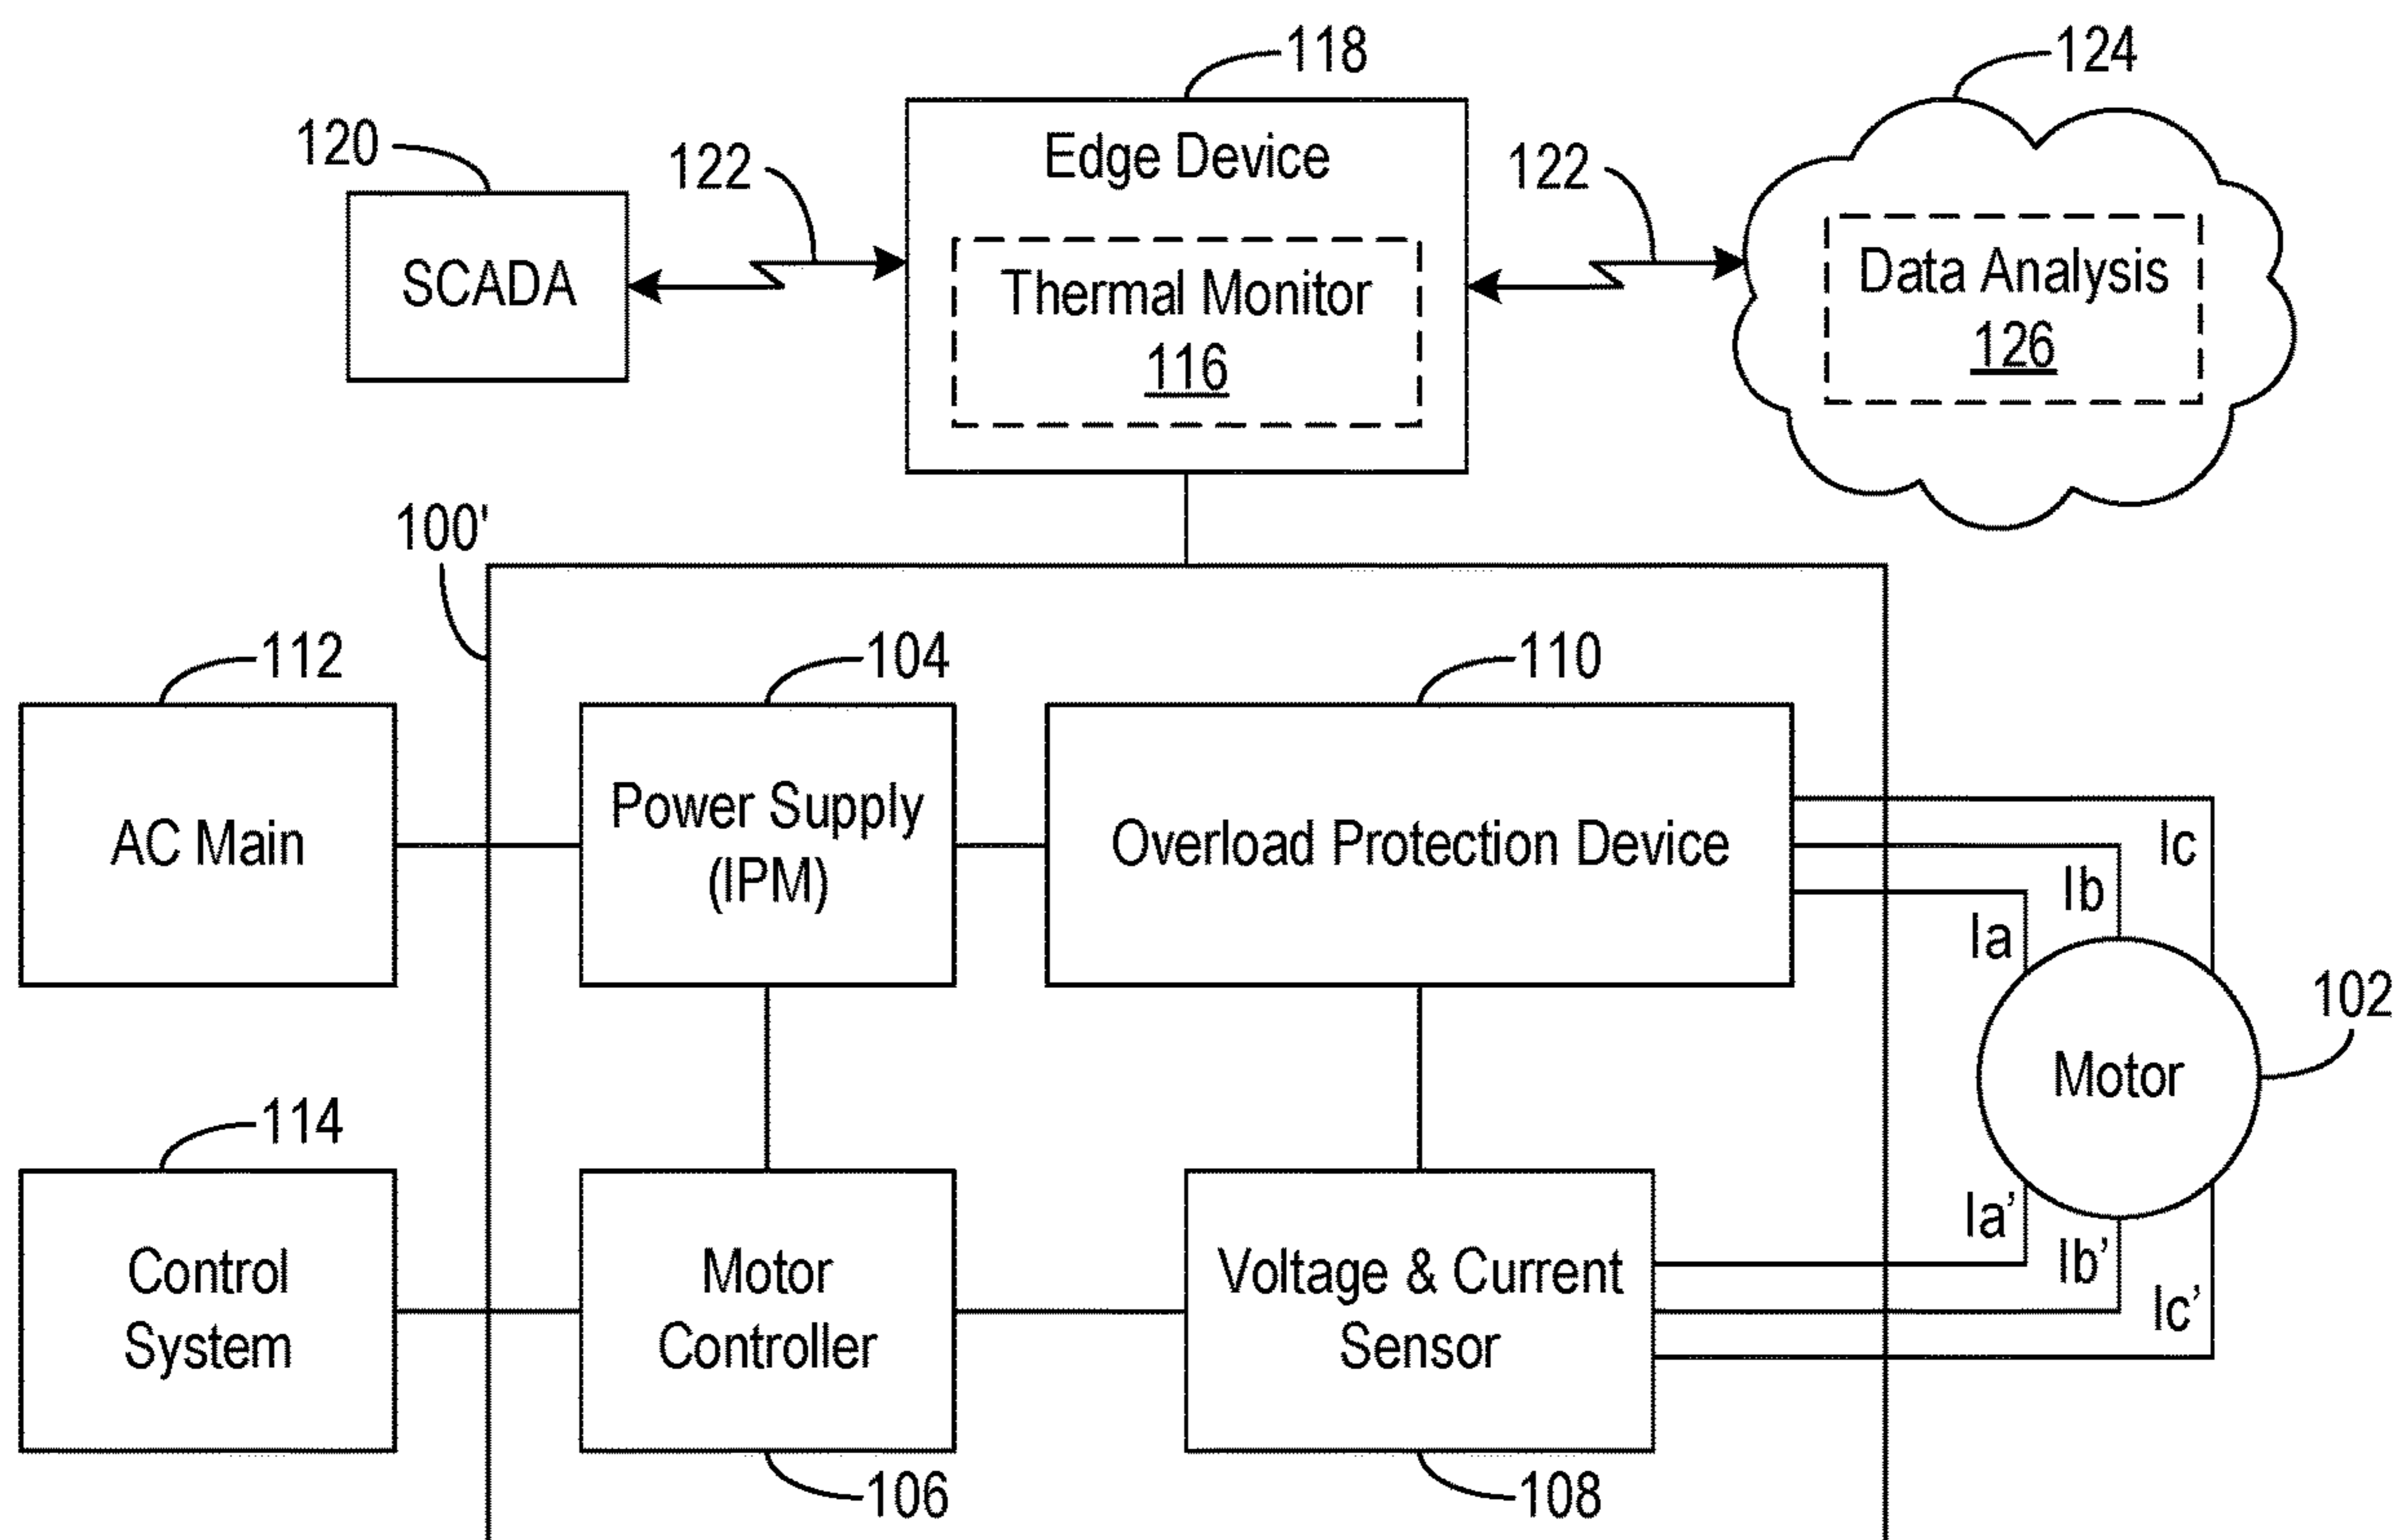 118
124
120
122
Edge Device
122
SCADA
Thermal Monitor
116
Data Analysis
126
100'
112
104
110
AC Main
Power Supply
(IPM)
Overload Protection Device
Ic
Ib
Ia
102
Motor
114
Control
System
Motor
Controller
Voltage & Current
Sensor
Ia’
Ib’
Ic’
106
108